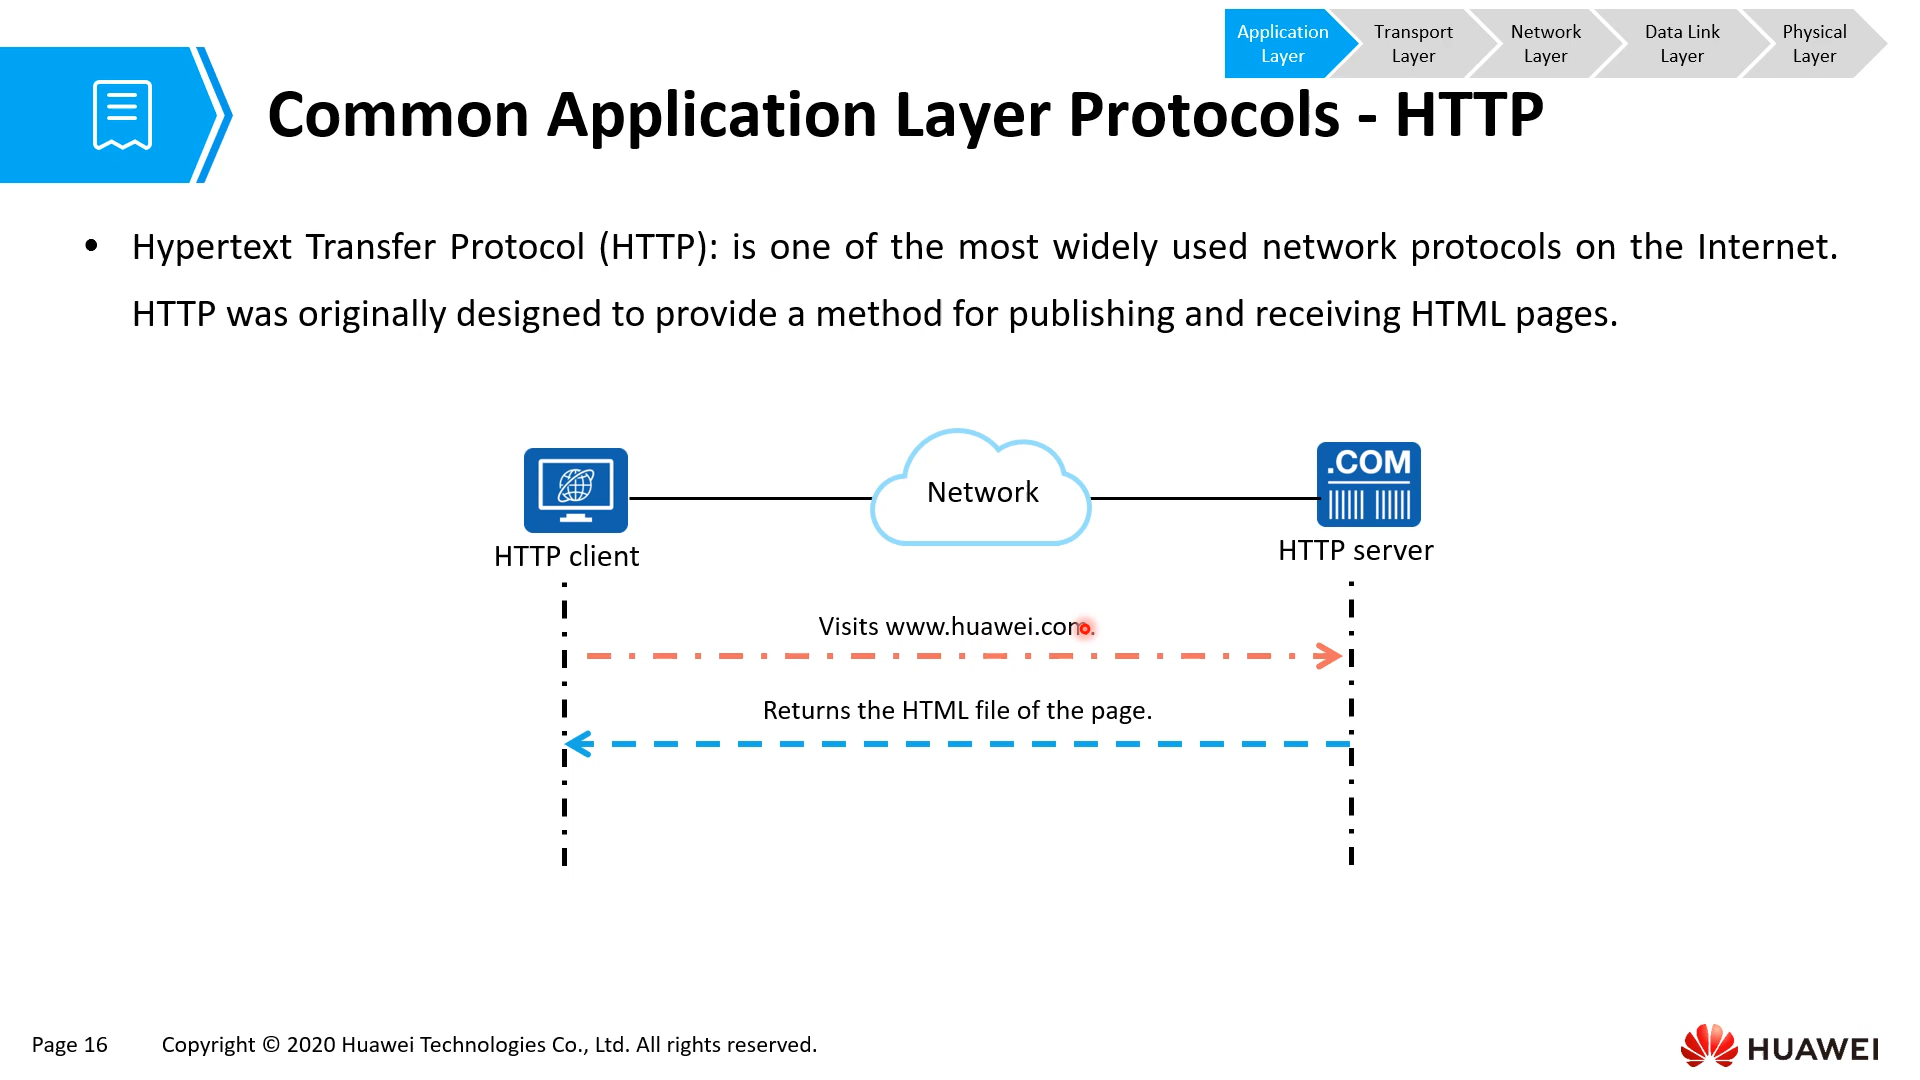 Application
Layer
Transport
Layer
Network
Layer
Data Link
Layer
Physical
Layer
Common Application Layer Protocols - HTTP
• Hypertext Transfer Protocol (HTTP): is one of the most widely used network protocols on the Internet.
HTTP was originally designed to provide a method for publishing and receiving HTML pages.
.COM
Network
HTTP client
HTTP server
Visits www.huawei.com.
Returns the HTML file of the page.
Page 16
Copyright © 2020 Huawei Technologies Co., Ltd. All rights reserved.
HUAWEI